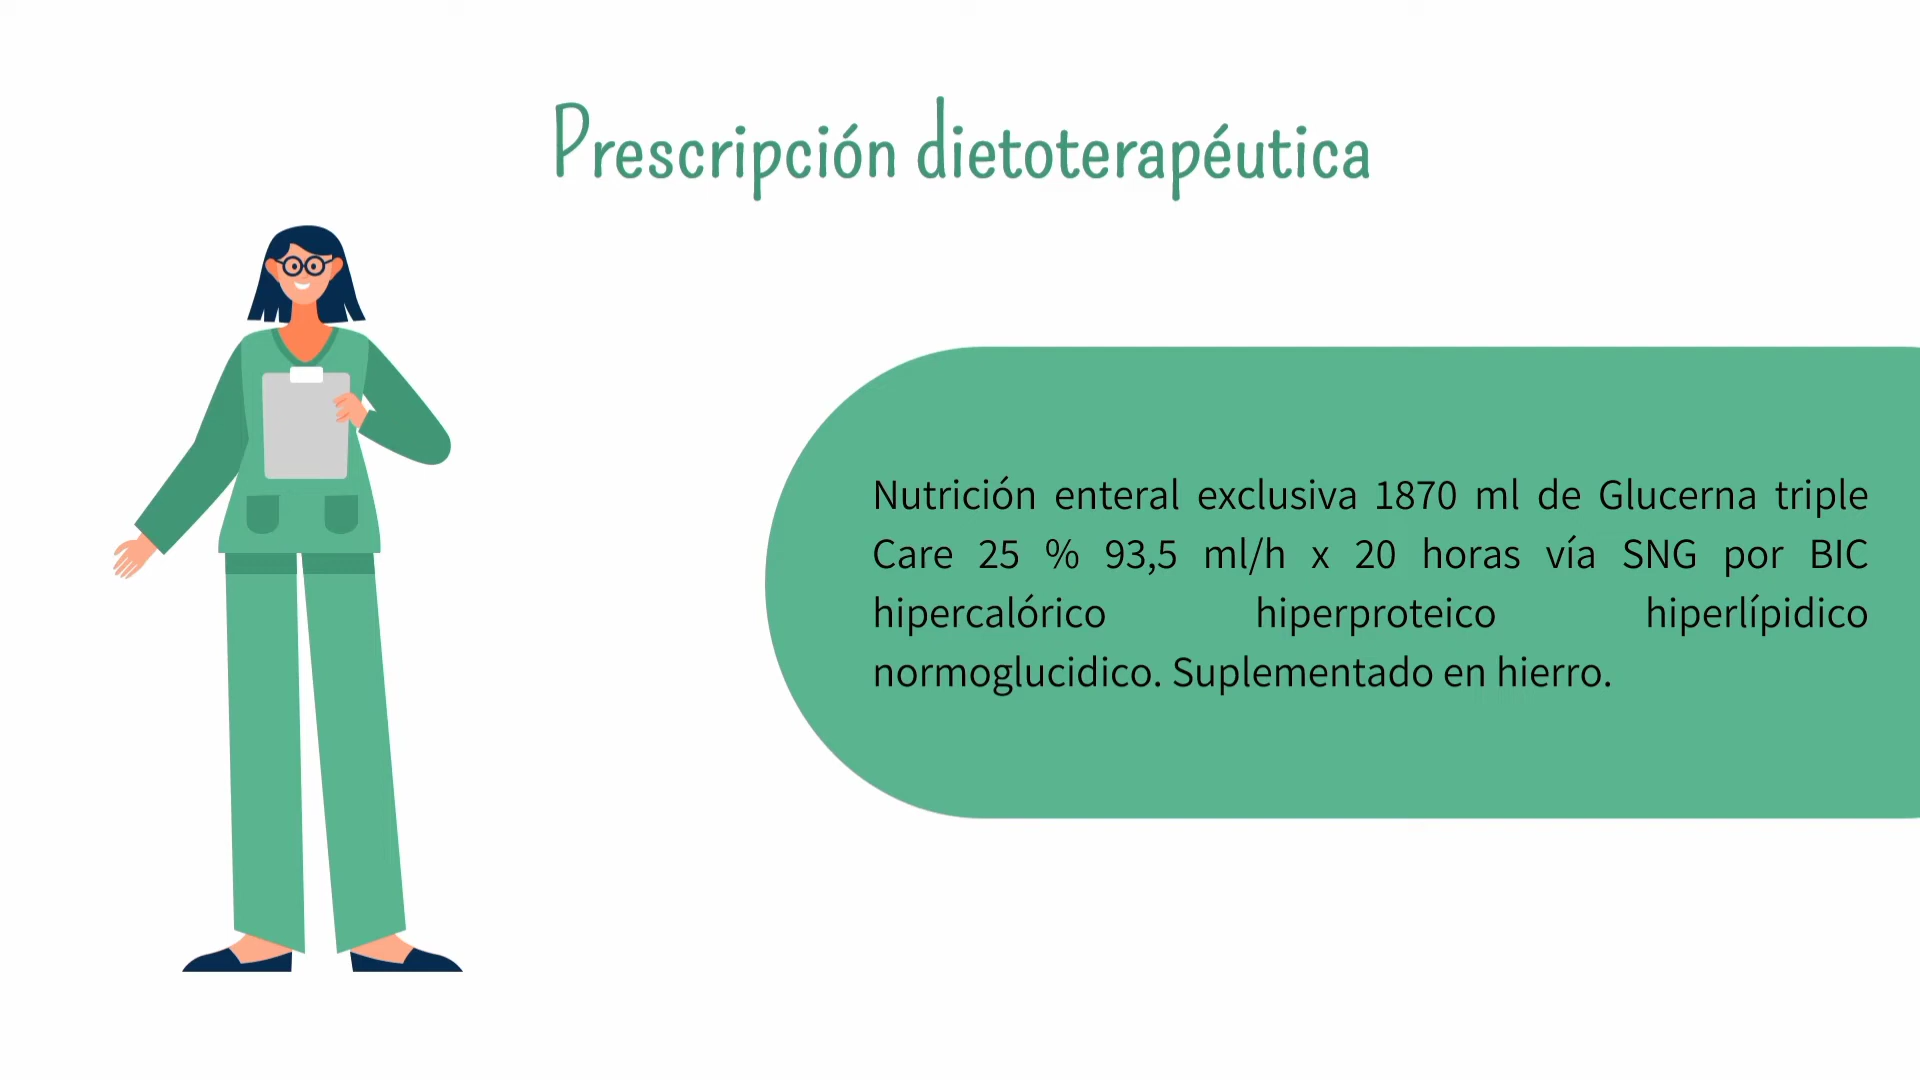 Prescripción dietoterapéutica
Nutrición enteral exclusiva 1870 ml de Glucerna triple
Care 25 % 93,5 ml/h x 20 horas vía SNG por BIC
hipercalórico hiperproteico hiperlípidico
normoglucidico. Suplementado en hierro.